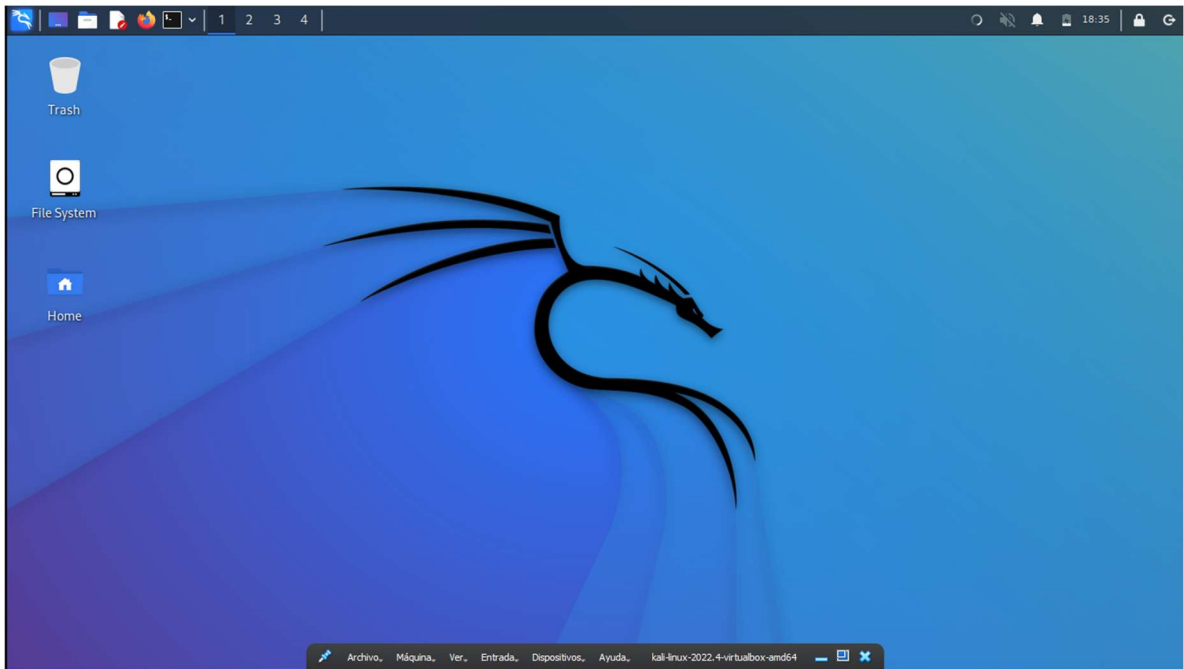 1 2 3 4 18:35
Trash
File System
Home
Archivo Máquina Ver Entrada Dispositivos Ayuda kali-linux-2022.4-virtualbox-amd64